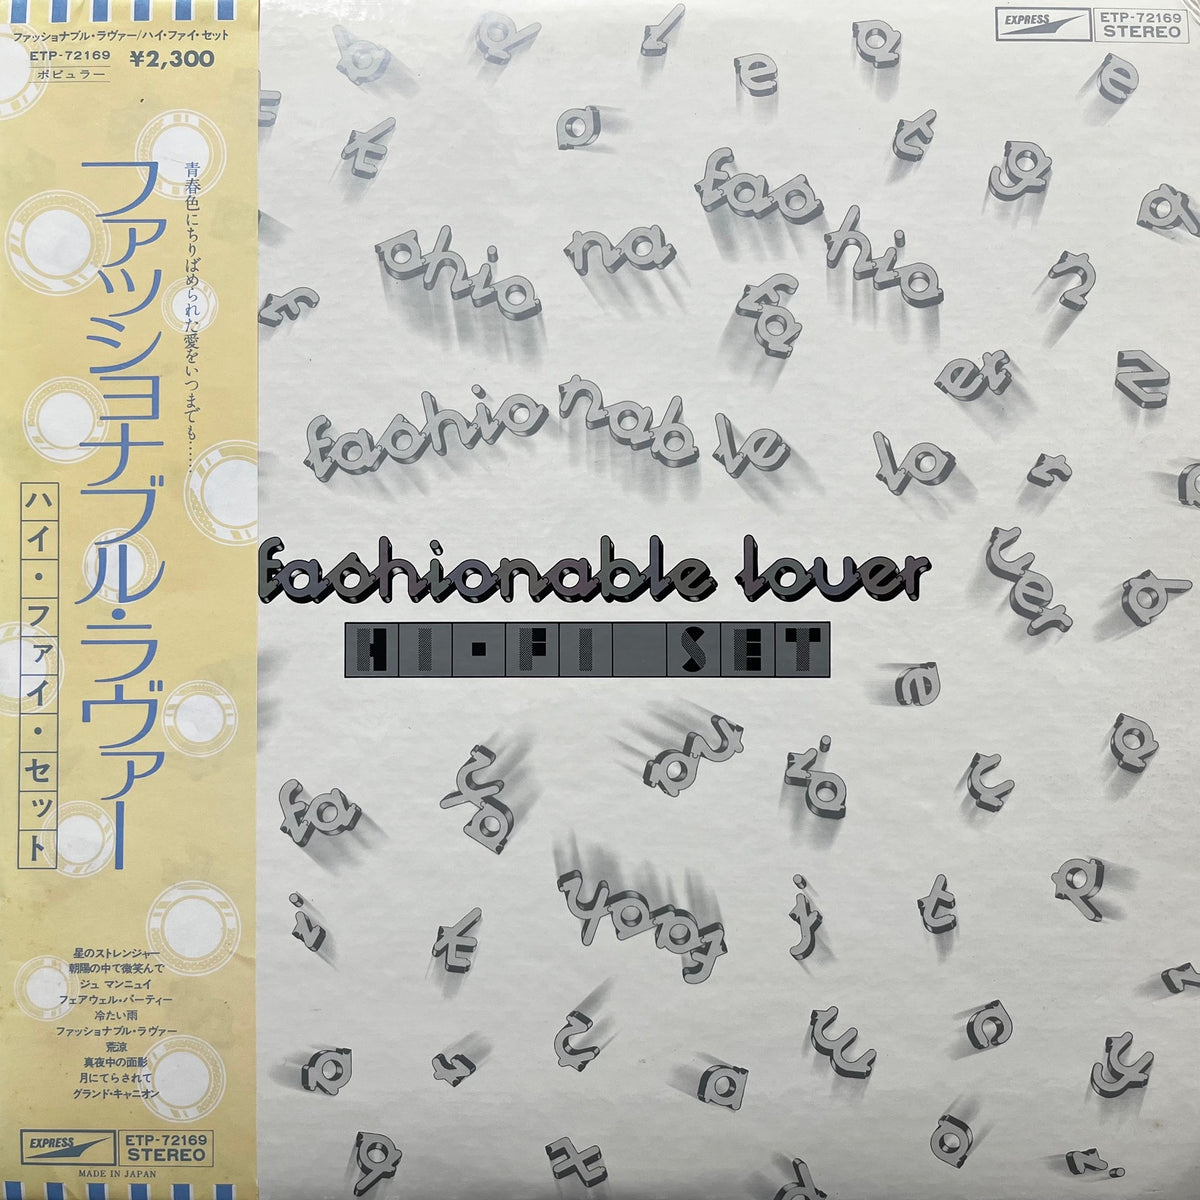 ファッショナブル・ラヴァー/ハイ・ファイ・セット
ETP-72169
¥2,300
ポピュラー
青春色にちりばめられた愛をいつまでも……
ファッショナブル・ラヴァー
ハイ・ファイ・セット
星のストレンジャー
朝陽の中で微笑んで
ジュ マンニュイ
フェアウェル・パーティー
冷たい雨
ファッショナブル・ラヴァー
荒涼
真夜中の面影
月にてらされて
グランド・キャニオン
EXPRESS
ETP-72169
STEREO
MADE IN JAPAN
EXPRESS
ETP-72169
STEREO
fashionable lover
fashionable lover
HI・FI SET